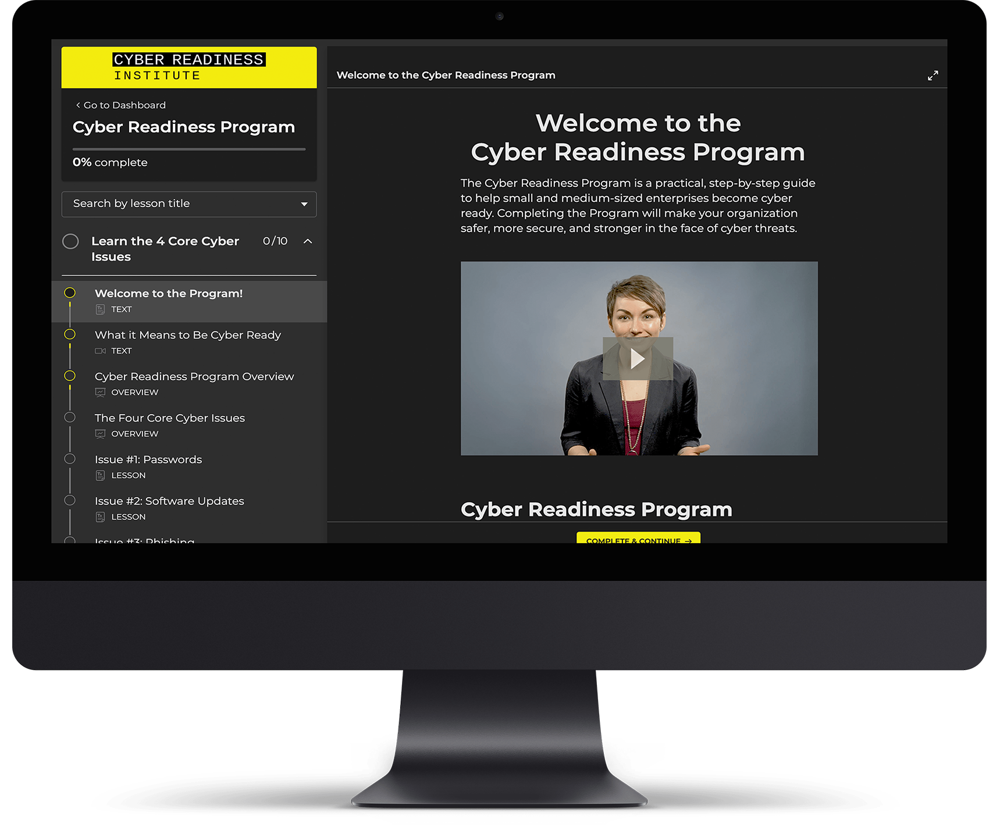 CYBER READINESS
INSTITUTE
Go to Dashboard
Cyber Readiness Program
0% complete
Search by lesson title
Learn the 4 Core Cyber
Issues
0/10
Welcome to the Program!
TEXT
What it Means to Be Cyber Ready
TEXT
Cyber Readiness Program Overview
OVERVIEW
The Four Core Cyber Issues
OVERVIEW
Issue #1: Passwords
LESSON
Issue #2: Software Updates
LESSON
Issue #3: Phishing
Welcome to the Cyber Readiness Program
Welcome to the
Cyber Readiness Program
The Cyber Readiness Program is a practical, step-by-step guide
to help small and medium-sized enterprises become cyber
ready. Completing the Program will make your organization
safer, more secure, and stronger in the face of cyber threats.
Cyber Readiness Program
COMPLETE & CONTINUE →